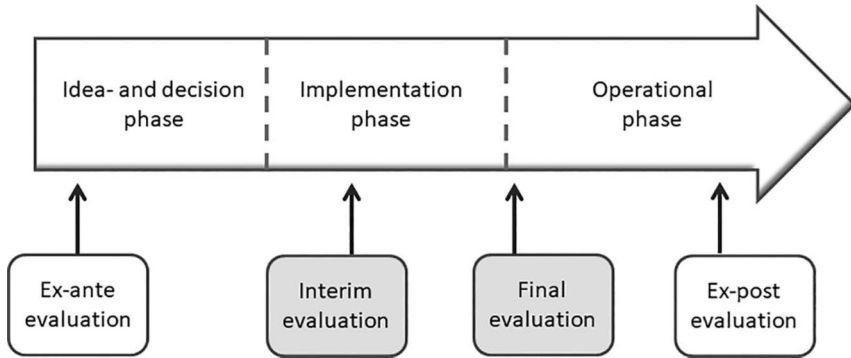 Idea- and decision
phase
Implementation
phase
Operational
phase
Ex-ante
evaluation
Interim
evaluation
Final
evaluation
Ex-post
evaluation